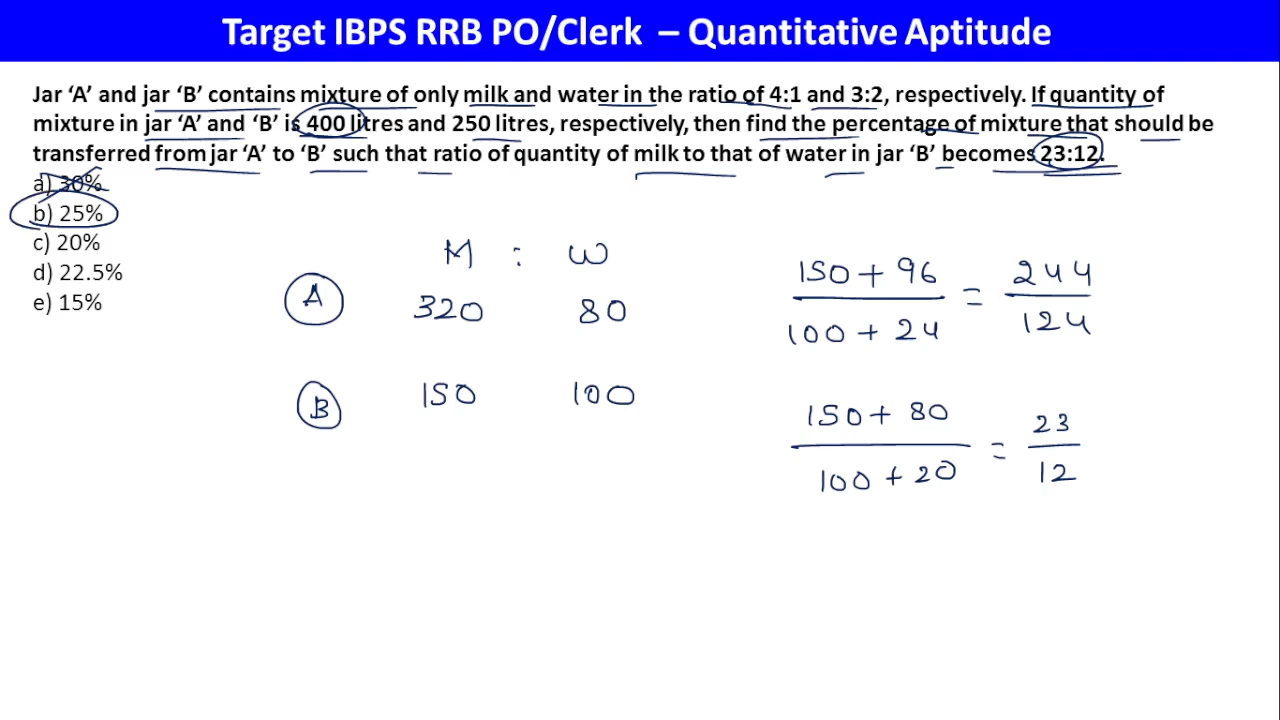 Target IBPS RRB PO/Clerk – Quantitative Aptitude
Jar ‘A’ and jar ‘B’ contains mixture of only milk and water in the ratio of 4:1 and 3:2, respectively. If quantity of
mixture in jar ‘A’ and ‘B’ is 400 litres and 250 litres, respectively, then find the percentage of mixture that should be
transferred from jar ‘A’ to ‘B’ such that ratio of quantity of milk to that of water in jar ‘B’ becomes 23:12.
a) 30%
b) 25%
c) 20%
d) 22.5%
e) 15%
M : W
A 320 80
B 150 100
150 + 96 = 244
100 + 24 124
150 + 80 = 23
100 + 20 12